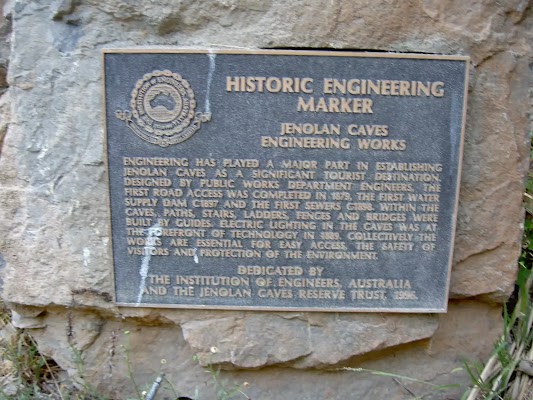 HISTORIC ENGINEERING
MARKER
JENOLAN CAVES
ENGINEERING WORKS
ENGINEERING HAS PLAYED A MAJOR PART IN ESTABLISHING
JENOLAN CAVES AS A SIGNIFICANT TOURIST DESTINATION.
DESIGNED BY PUBLIC WORKS DEPARTMENT ENGINEERS, THE
FIRST ROAD ACCESS WAS COMPLETED IN 1879, THE FIRST WATER
SUPPLY DAM C1897 AND THE FIRST SEWERS C1898. WITHIN THE
CAVES, PATHS, STAIRS, LADDERS, FENCES AND BRIDGES WERE
BUILT BY GUIDES. ELECTRIC LIGHTING IN THE CAVES WAS AT
THE FOREFRONT OF TECHNOLOGY IN 1889. COLLECTIVELY THE
WORKS ARE ESSENTIAL FOR EASY ACCESS, THE SAFETY OF
VISITORS AND PROTECTION OF THE ENVIRONMENT.
DEDICATED BY
THE INSTITUTION OF ENGINEERS, AUSTRALIA
AND THE JENOLAN CAVES RESERVE TRUST, 1996.